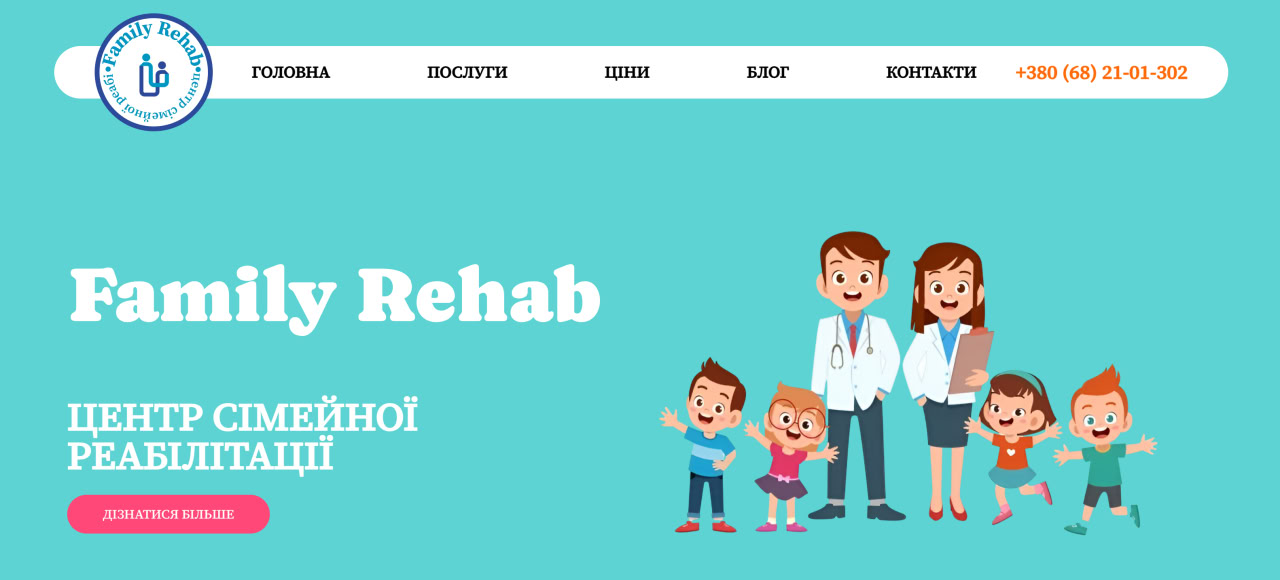 Family Rehab
центр сімейної реабі
ГОЛОВНА ПОСЛУГИ ЦІНИ БЛОГ КОНТАКТИ +380 (68) 21-01-302
Family Rehab
ЦЕНТР СІМЕЙНОЇ
РЕАБІЛІТАЦІЇ
ДІЗНАТИСЯ БІЛЬШЕ